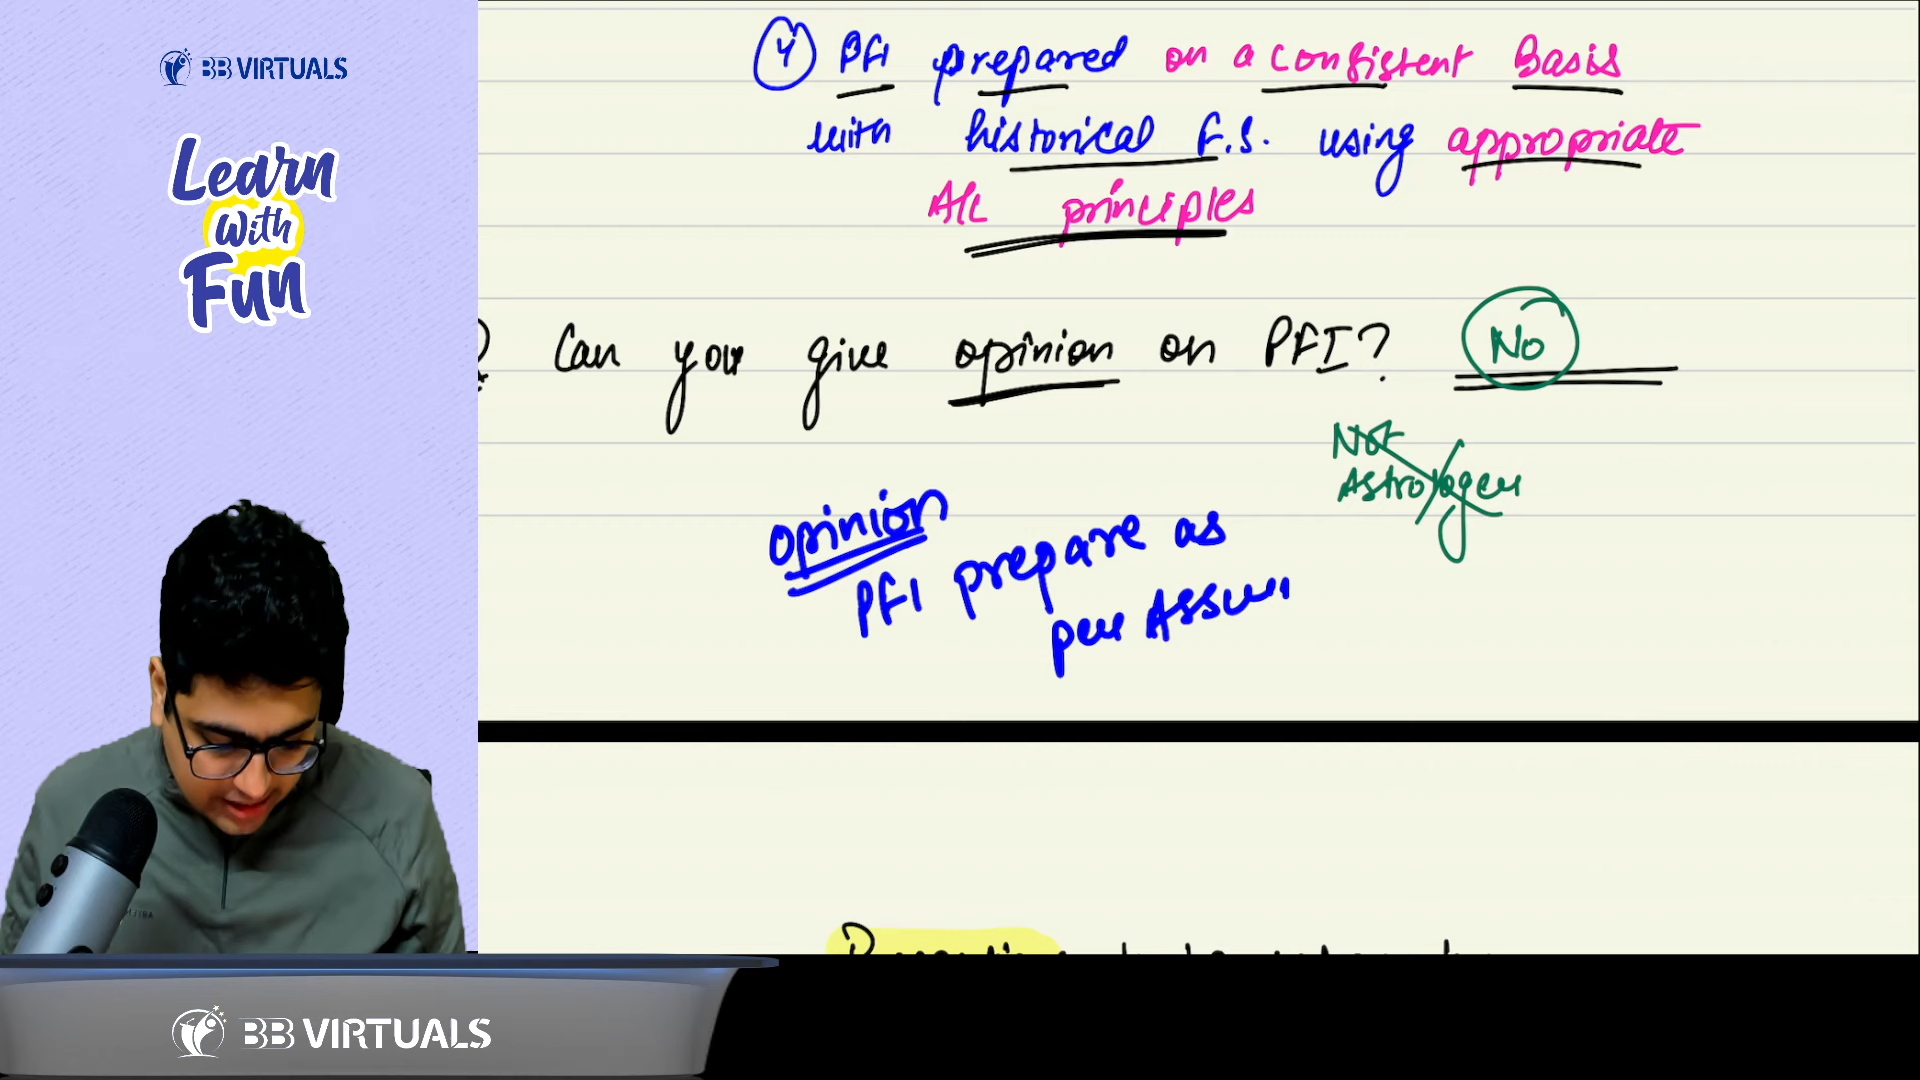 BB VIRTUALS
Learn
With
Fun
4 PFI prepared on a consistent Basis
with historical F.S. using appropriate
A/c principles
Can you give opinion on PFI? No
Not
Astrologer
opinion
PFI prepare as
per Assu
BB VIRTUALS